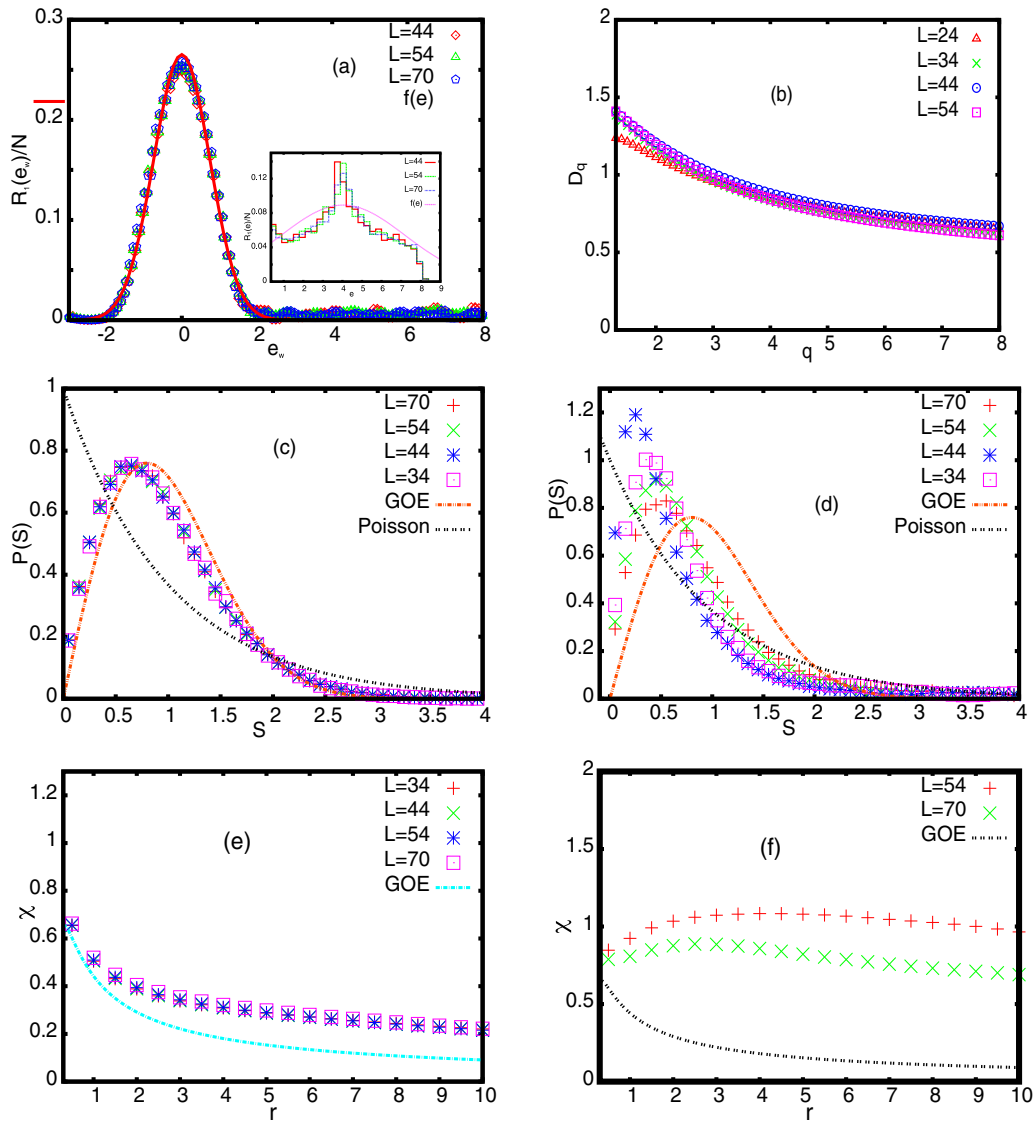 L=44
L=54
L=70
f(e)
(a)
R₁(e_w)/N
0.3
0.2
0.1
0
-2 0 2 4 6 8
e_w
L=44
L=54
L=70
f(e)
R₁(e)/N
0.12
0.08
0.04
0
1 2 3 4 5 6 7 8 9
e
L=24
L=34
L=44
L=54
(b)
D_q
2
1.5
1
0.5
0
2 3 4 5 6 7 8
q
L=70
L=54
L=44
L=34
GOE
Poisson
(c)
P(S)
1
0.8
0.6
0.4
0.2
0
0 0.5 1 1.5 2 2.5 3 3.5 4
S
L=70
L=54
L=44
L=34
GOE
Poisson
(d)
P(S)
1.2
1
0.8
0.6
0.4
0.2
0
0 0.5 1 1.5 2 2.5 3 3.5 4
S
L=34
L=44
L=54
L=70
GOE
(e)
χ
1.2
1
0.8
0.6
0.4
0.2
0
1 2 3 4 5 6 7 8 9 10
r
L=54
L=70
GOE
(f)
χ
2
1.5
1
0.5
0
1 2 3 4 5 6 7 8 9 10
r